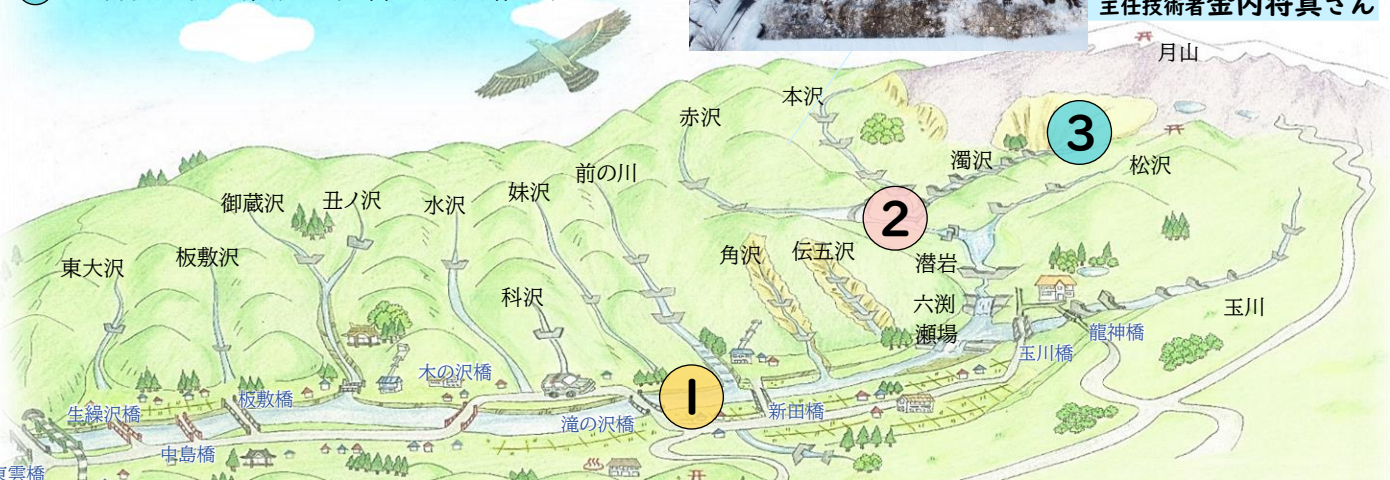 主任技術者金内将真さん
月山
本沢
赤沢
3
濁沢
松沢
前の川
妹沢
御蔵沢
丑ノ沢
水沢
2
板敷沢
東大沢
角沢
伝五沢
潜岩
科沢
六渕
玉川
瀬場
龍神橋
玉川橋
木の沢橋
1
板敷橋
生繰沢橋
新田橋
滝の沢橋
中島橋
東雲橋